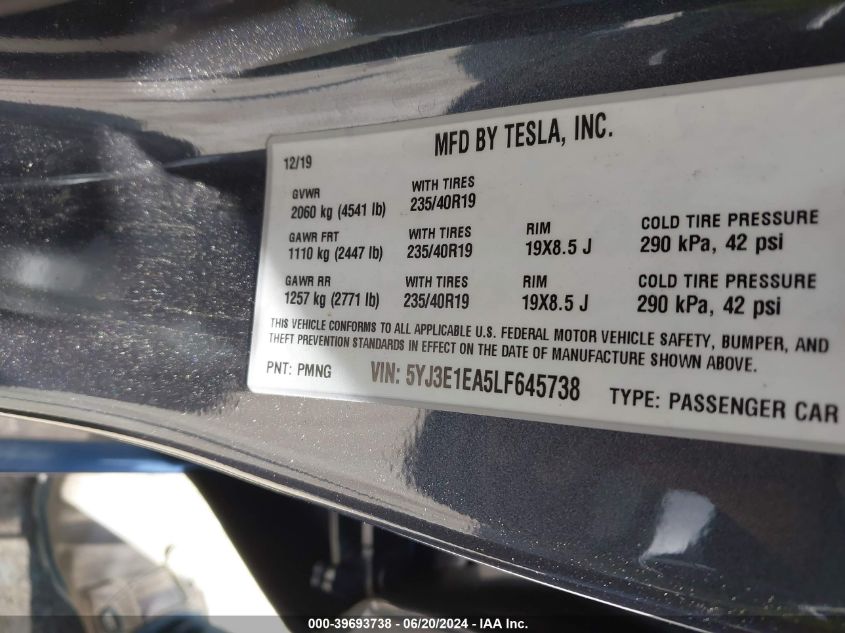 MFD BY TESLA, INC.
12/19
GVWR WITH TIRES
2060 kg (4541 lb) 235/40R19
GAWR FRT WITH TIRES RIM COLD TIRE PRESSURE
1110 kg (2447 lb) 235/40R19 19X8.5 J 290 kPa, 42 psi
GAWR RR WITH TIRES RIM COLD TIRE PRESSURE
1257 kg (2771 lb) 235/40R19 19X8.5 J 290 kPa, 42 psi
THIS VEHICLE CONFORMS TO ALL APPLICABLE U.S. FEDERAL MOTOR VEHICLE SAFETY, BUMPER, AND
THEFT PREVENTION STANDARDS IN EFFECT ON THE DATE OF MANUFACTURE SHOWN ABOVE.
PNT: PMNG VIN: 5YJ3E1EA5LF645738 TYPE: PASSENGER CAR
000-39693738 - 06/20/2024 - IAA Inc.